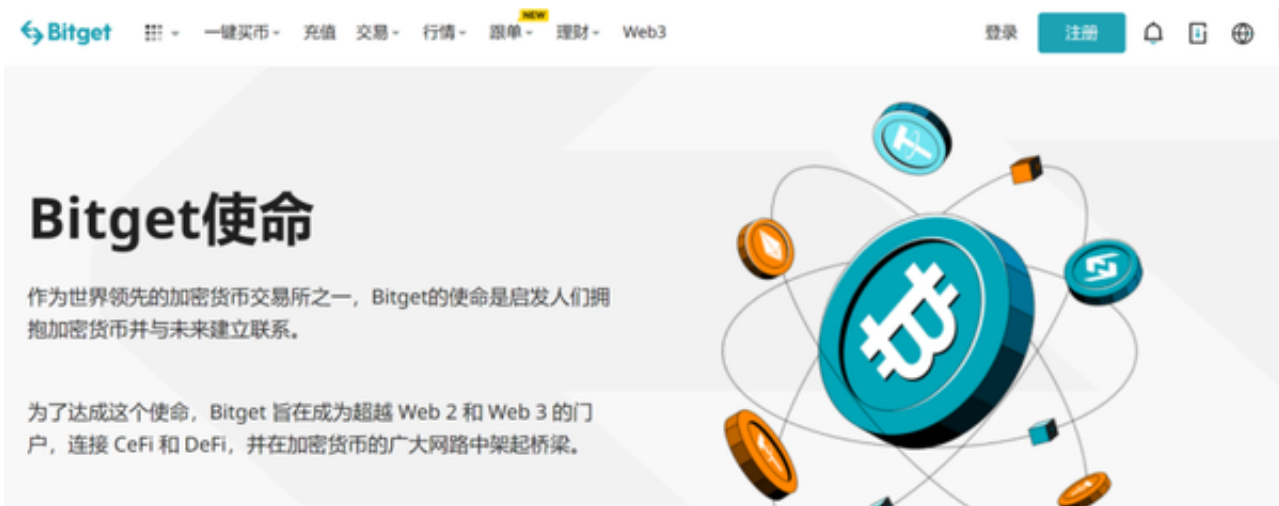 Bitget 一键买币 充值 交易 行情 跟单 NEW 理财 Web3 登录 注册
Bitget使命
作为世界领先的加密货币交易所之一，Bitget的使命是启发人们拥
抱加密货币并与未来建立联系。
为了达成这个使命，Bitget 旨在成为超越 Web 2 和 Web 3 的门
户，连接 CeFi 和 DeFi，并在加密货币的广大网路中架起桥梁。